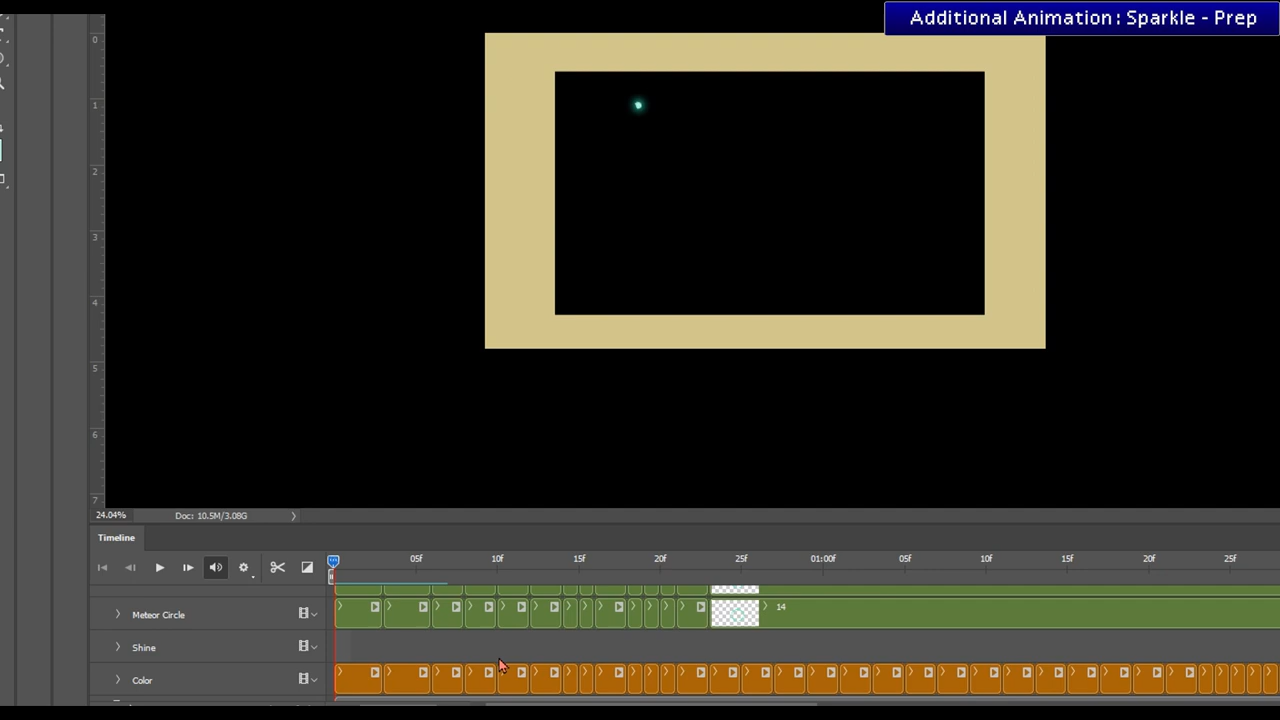 Additional Animation : Sparkle - Prep
0
1
2
3
4
5
6
7
24.04%
Doc: 10.5M/3.08G
Timeline
05f
10f
15f
20f
25f
01:00f
05f
10f
15f
20f
25f
Meteor Circle
14
Shine
Color